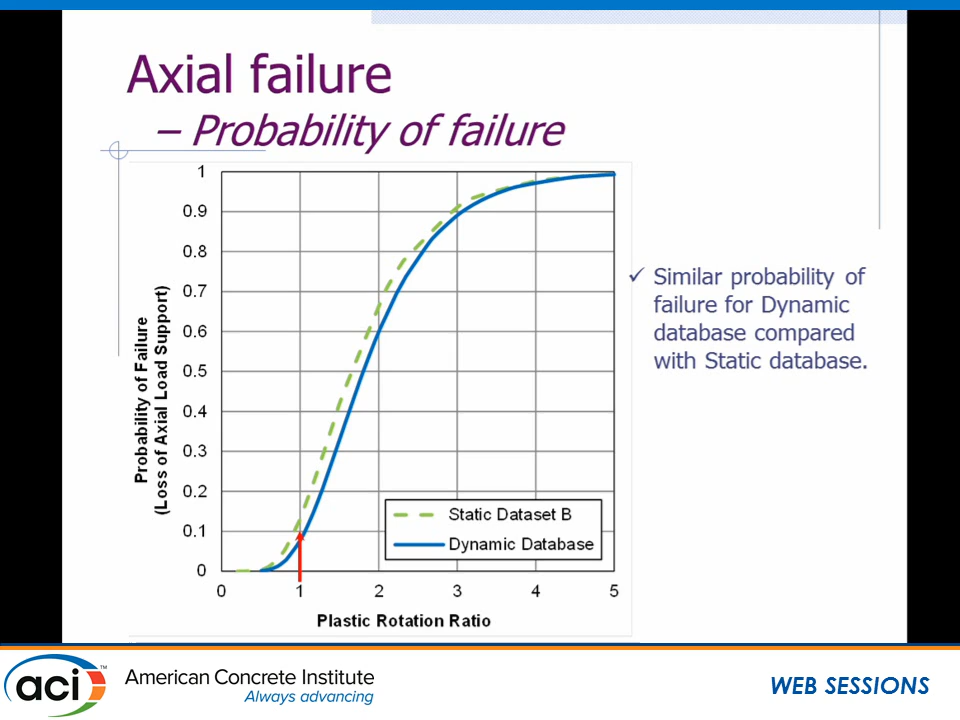 Axial failure
– Probability of failure
1
0.9
0.8
0.7
0.6
0.5
0.4
0.3
0.2
0.1
0
Probability of Failure
(Loss of Axial Load Support)
Static Dataset B
Dynamic Database
0 1 2 3 4 5
Plastic Rotation Ratio
✓ Similar probability of
failure for Dynamic
database compared
with Static database.
aci™
American Concrete Institute
Always advancing
WEB SESSIONS